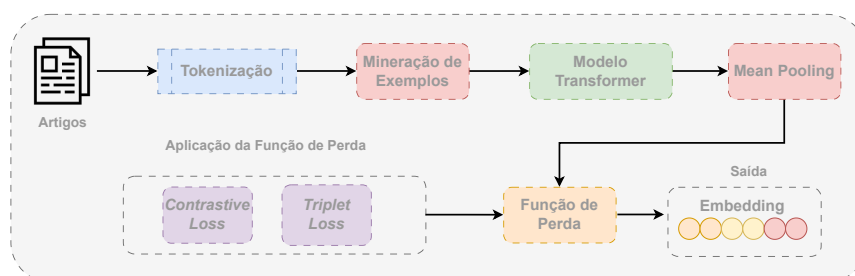 Artigos
Tokenização
Mineração de
Exemplos
Modelo
Transformer
Mean Pooling
Aplicação da Função de Perda
Contrastive
Loss
Triplet
Loss
Função de
Perda
Saída
Embedding